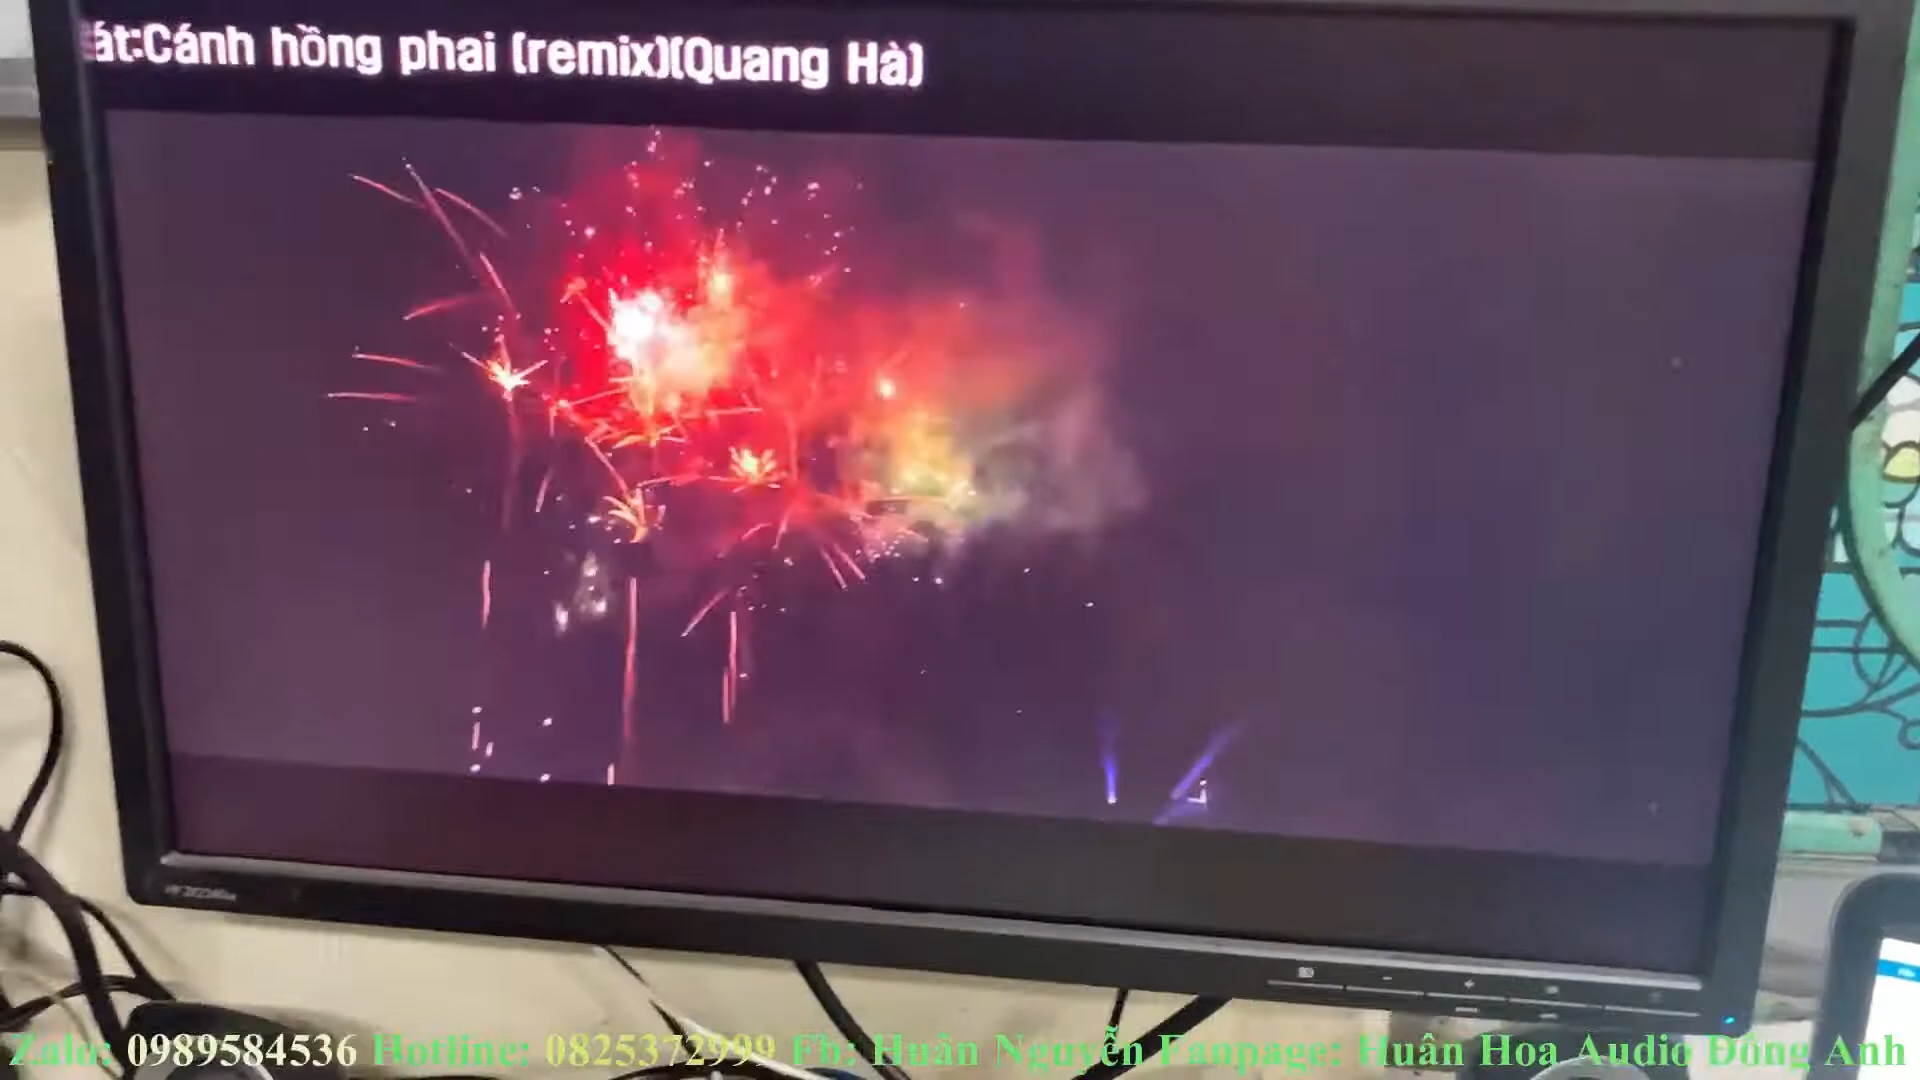 át:Cánh hồng phai (remix)(Quang Hà)
Zalo: 0989584536 Hotline: 0825372999 Fb: Huân Nguyễn Fanpage: Huân Hoa Audio Đông Anh